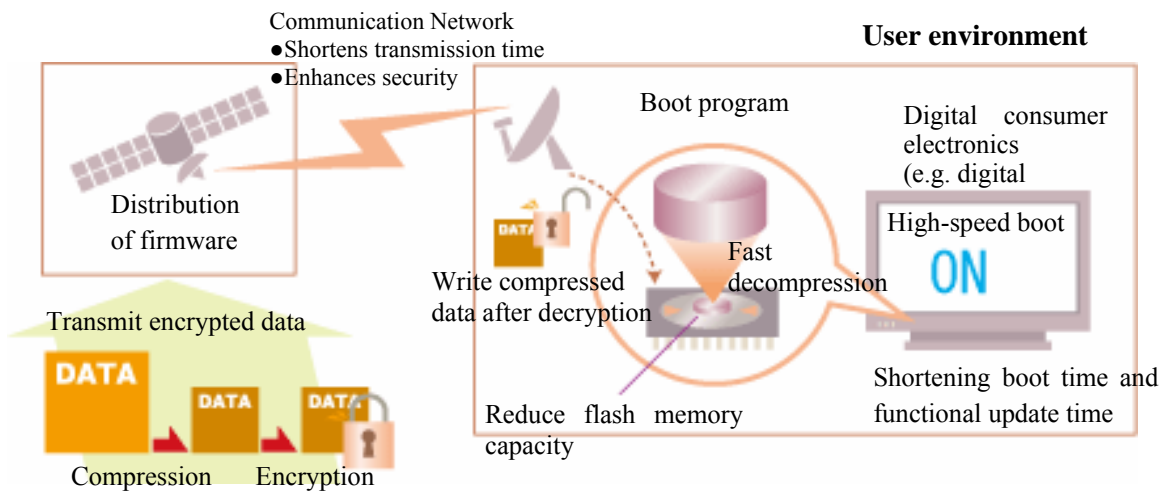 Communication Network
●Shortens transmission time
●Enhances security
User environment
Distribution
of firmware
Transmit encrypted data
DATA
DATA
DATA
Compression
Encryption
Boot program
DATA
Write compressed
data after decryption
Fast
decompression
Reduce flash memory
capacity
Digital consumer
electronics
(e.g. digital
High-speed boot
ON
Shortening boot time and
functional update time